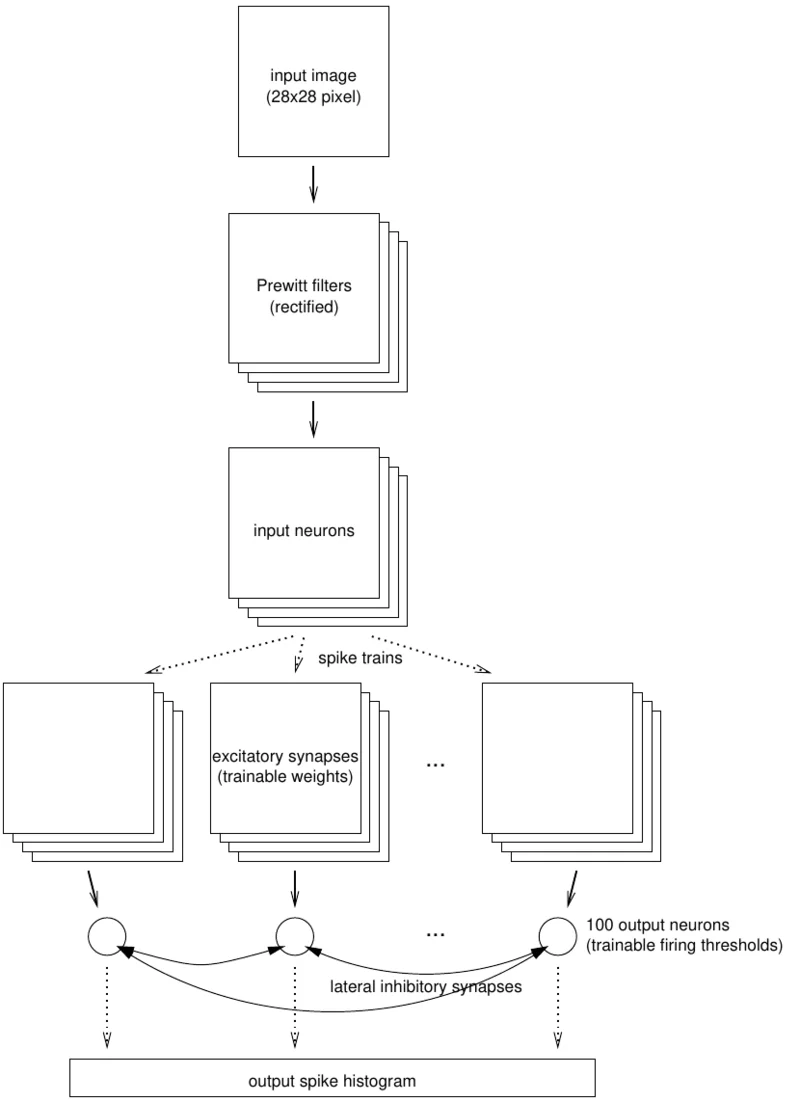 input image
(28x28 pixel)
Prewitt filters
(rectified)
input neurons
spike trains
excitatory synapses
(trainable weights)
...
...
100 output neurons
(trainable firing thresholds)
lateral inhibitory synapses
output spike histogram